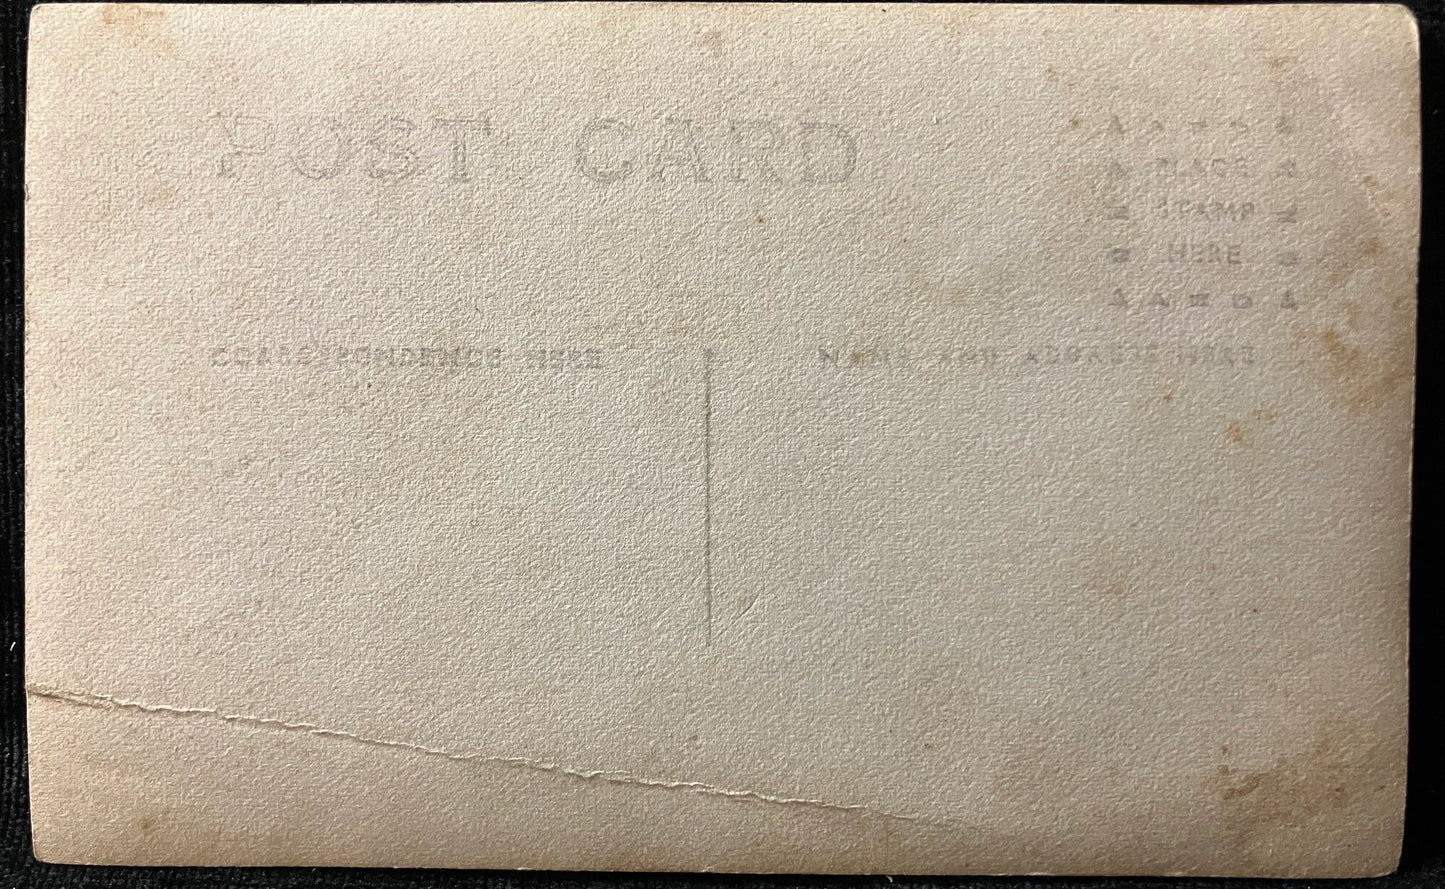 POST CARD
PLACE
STAMP
HERE
CORRESPONDENCE HERE
NAME AND ADDRESS HERE